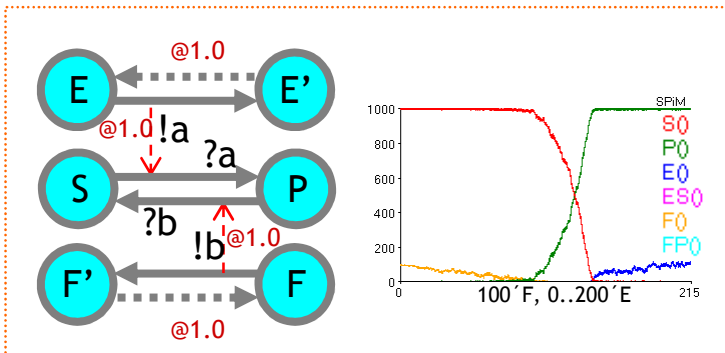 @1.0
E
E’
@1.0
!a
?a
S
P
?b
!b
@1.0
F’
F
@1.0
SPiM
1000
800
600
400
200
0
0
100´F, 0..200´E
215
S()
P()
E()
ES()
F()
FP()